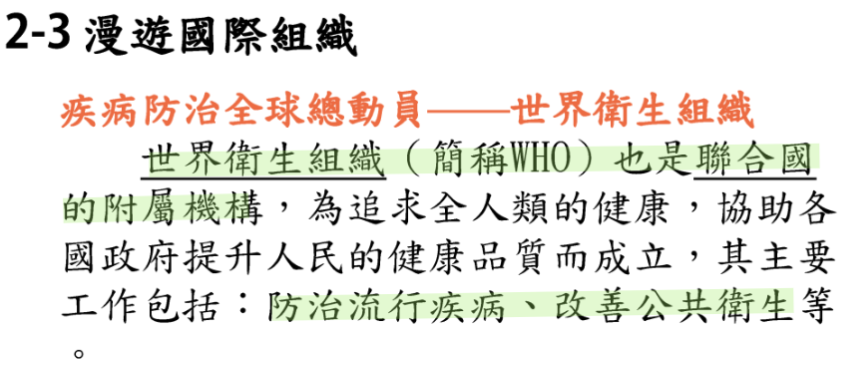 2-3 漫遊國際組織
疾病防治全球總動員——世界衛生組織
世界衛生組織（簡稱WHO）也是聯合國
的附屬機構，為追求全人類的健康，協助各
國政府提升人民的健康品質而成立，其主要
工作包括：防治流行疾病、改善公共衛生等
。